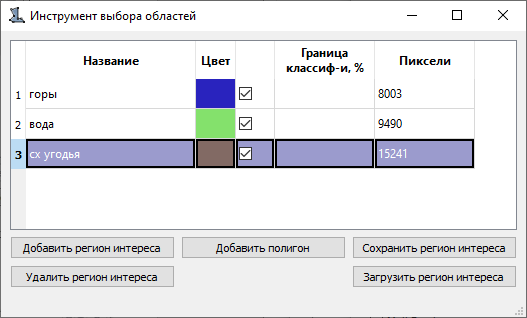 Инструмент выбора областей
Название Цвет Граница классиф-и, % Пиксели
1 горы 8003
2 вода 9490
3 сх угодья 15241
Добавить регион интереса Добавить полигон Сохранить регион интереса
Удалить регион интереса Загрузить регион интереса